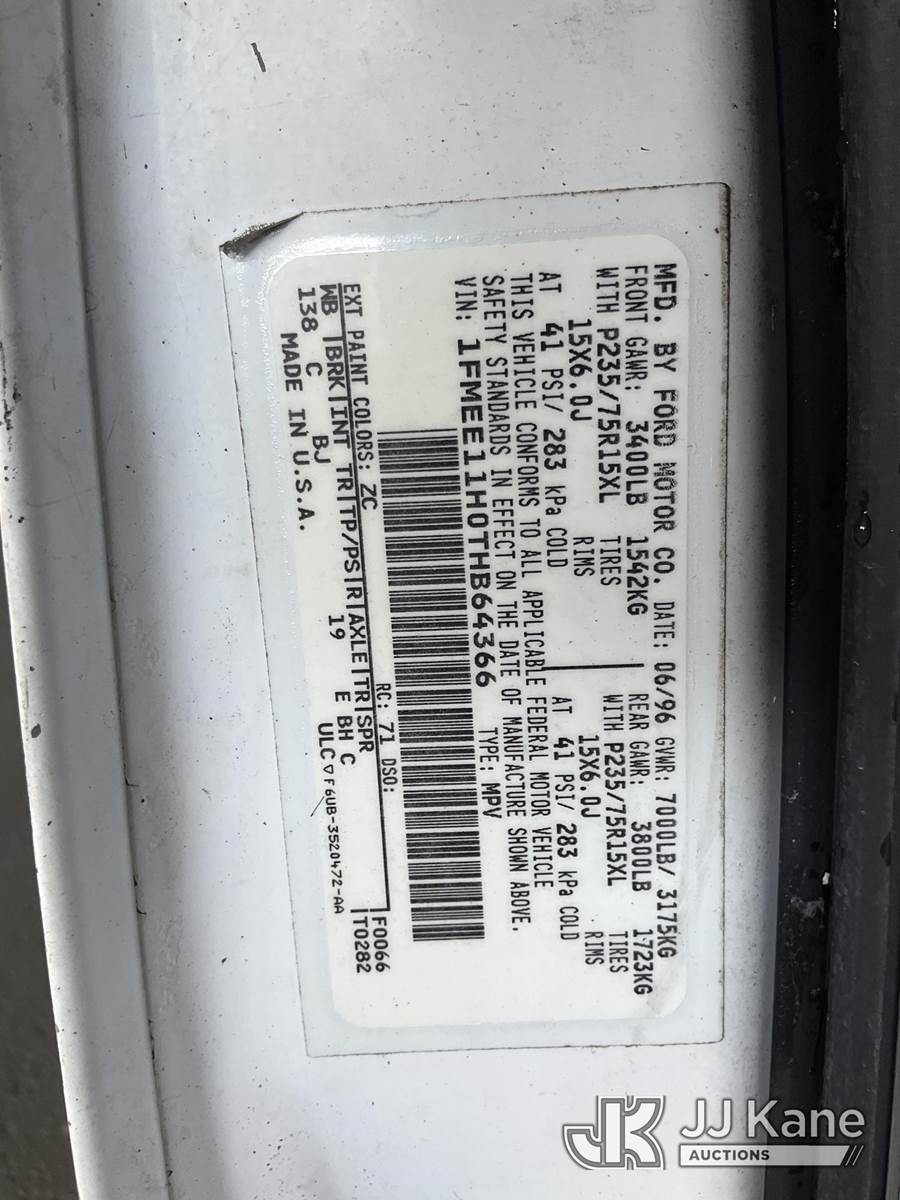 MFD. BY FORD MOTOR CO. DATE: 06/96 GVWR: 7000LB/ 3175KG
FRONT GAWR: 3400LB 1542KG REAR GAWR: 3800LB 1723KG
WITH P235/75R15XL TIRES WITH P235/75R15XL TIRES
15X6.0J RIMS 15X6.0J RIMS
AT 41 PSI/ 283 kPa COLD AT 41 PSI/ 283 kPa COLD
THIS VEHICLE CONFORMS TO ALL APPLICABLE FEDERAL MOTOR VEHICLE
SAFETY STANDARDS IN EFFECT ON THE DATE OF MANUFACTURE SHOWN ABOVE.
VIN: 1FMEE11H0THB64366 TYPE: MPV
F0066
T0282
EXT PAINT COLORS: ZC RC: 71 DSO:
WB BRK INT TR TP/PS R AXLE TR SPR
138 C BJ 19 E BH C
MADE IN U.S.A. ULC ▽ F6UB-3520472-AA
JK JJ Kane
AUCTIONS